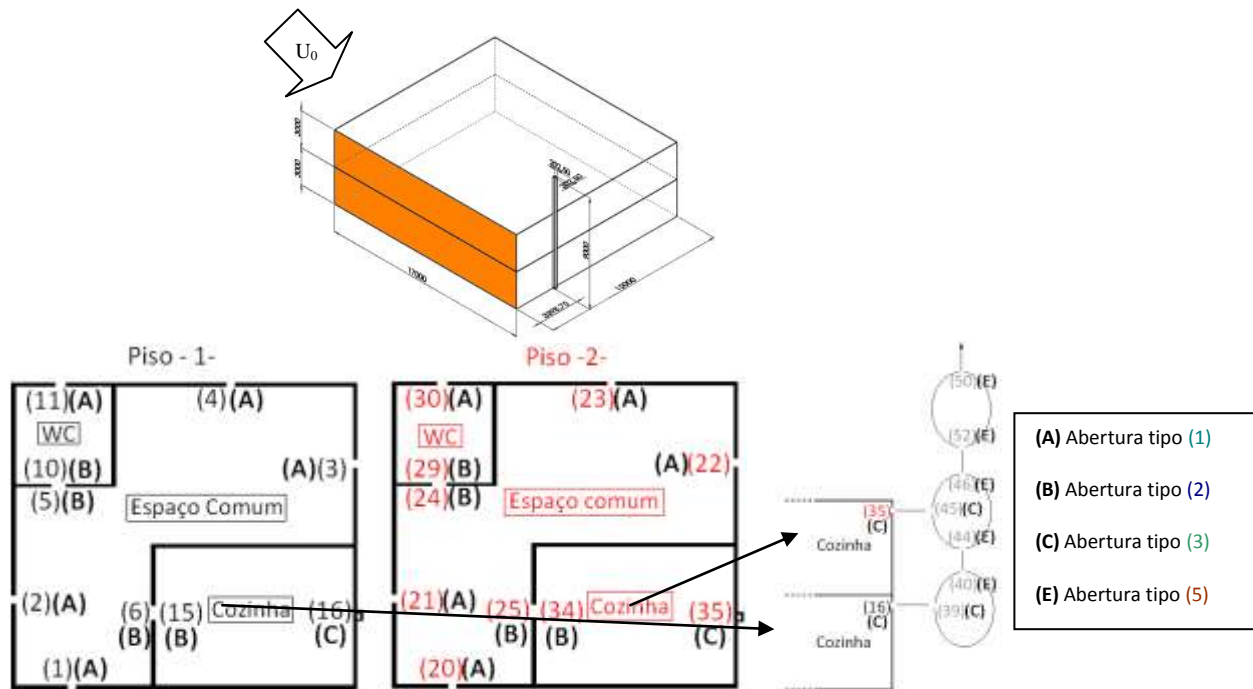 U₀
3000
3000
17000
9000
Piso - 1-
Piso -2-
(11)(A)
(4)(A)
WC
(10)(B)
(A)(3)
(5)(B)
Espaço Comum
(2)(A)
(6)
(B)
(15)
(B)
Cozinha
(16)
(C)
(1)(A)
(30)(A)
(23)(A)
WC
(29)(B)
(A)(22)
(24)(B)
Espaço comum
(21)(A)
(25)
(B)
(34)
(B)
Cozinha
(35)
(C)
(20)(A)
(50)(E)
(52)(E)
(46)(E)
(35)
(C)
(45)(C)
(44)(E)
Cozinha
(40)(E)
(16)
(C)
(39)(C)
Cozinha
(A) Abertura tipo (1)
(B) Abertura tipo (2)
(C) Abertura tipo (3)
(E) Abertura tipo (5)